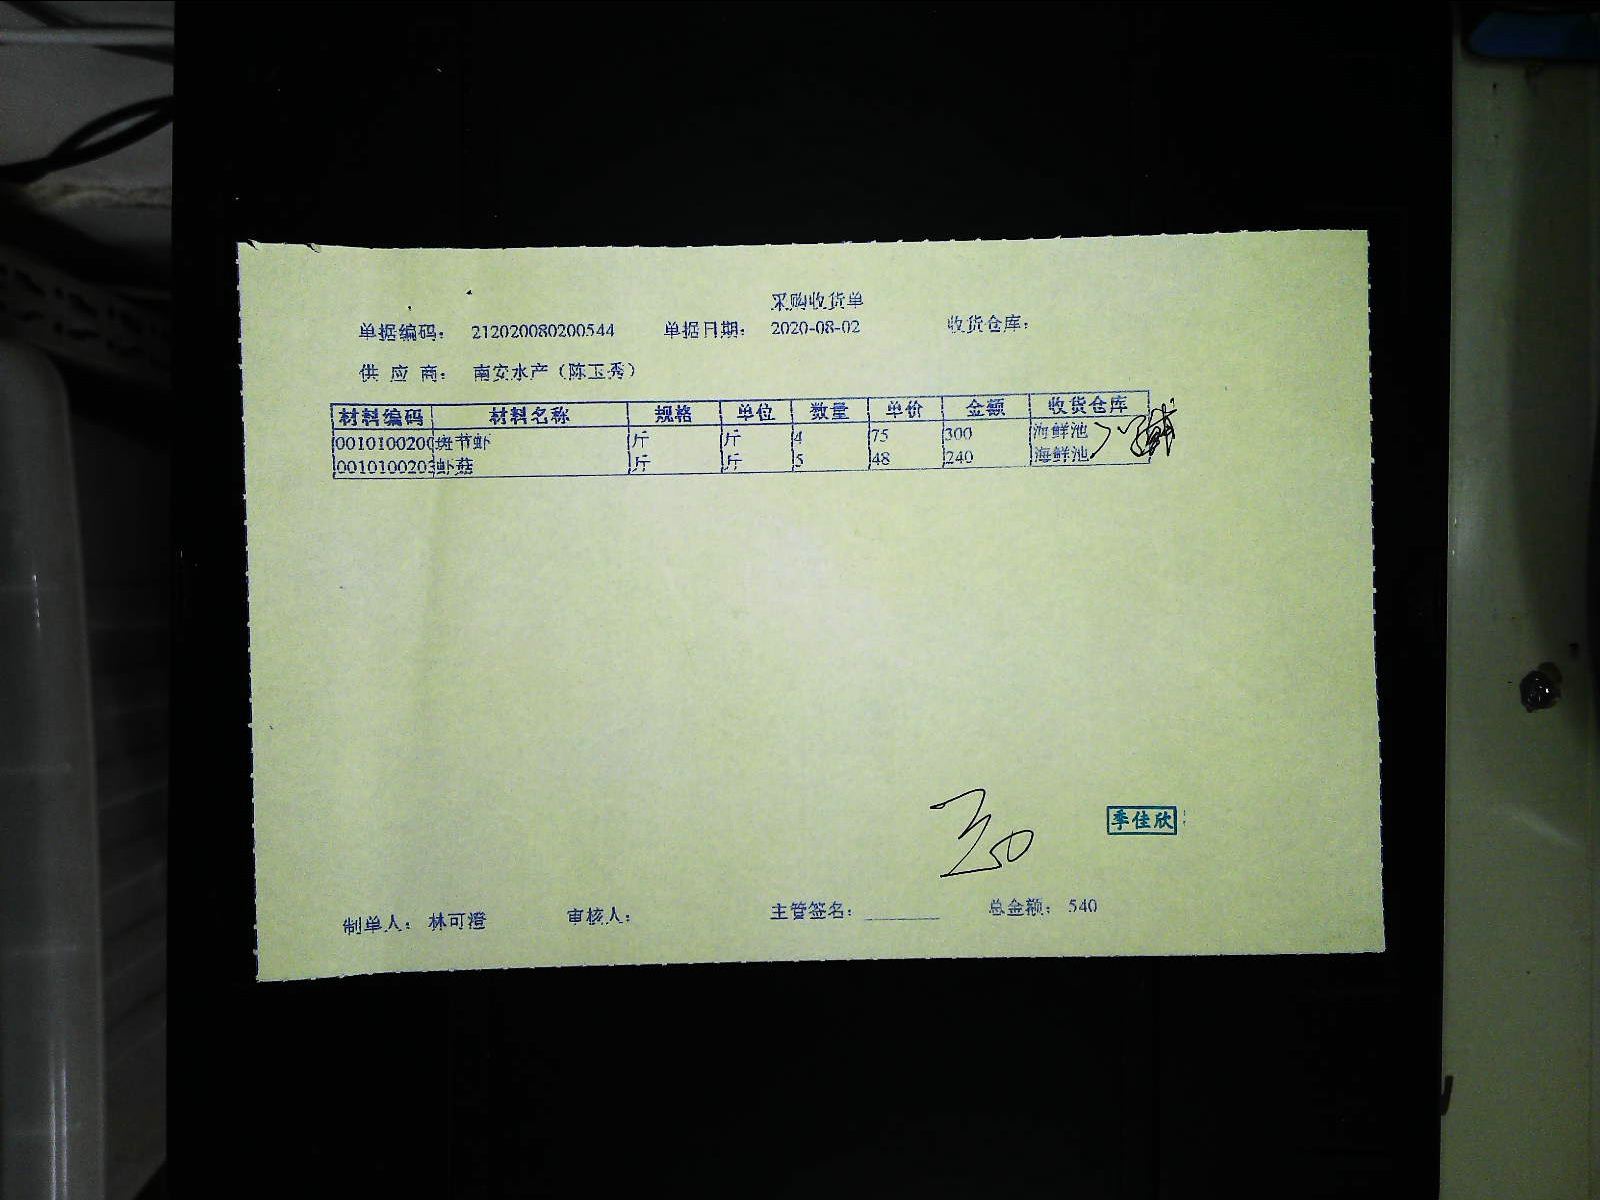 采购收货单
单据编码： 212020080200544 单据日期： 2020-08-02 收货仓库：
供 应 商： 南安水产（陈玉秀）
材料编码 材料名称 规格 单位 数量 单价 金额 收货仓库
0010100200 斑节虾 斤 斤 4 75 300 海鲜池
001010020 虾菇 斤 斤 5 48 240 海鲜池
季佳欣
制单人： 林可澄 审核人： 主管签名： 总金额： 540